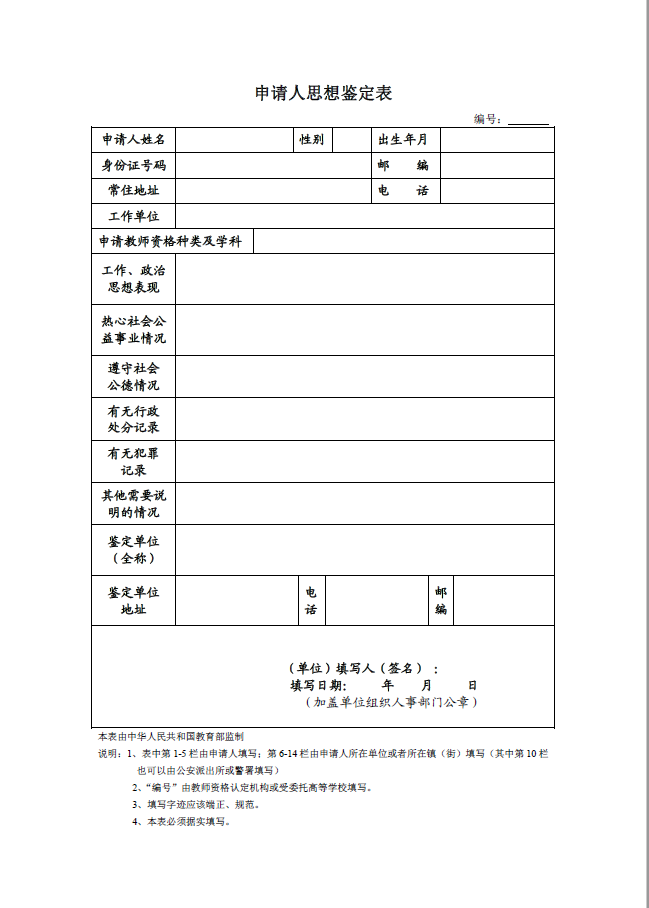 申请人思想鉴定表
编号：______
申请人姓名 性别 出生年月
身份证号码 邮 编
常住地址 电 话
工作单位
申请教师资格种类及学科
工作、政治
思想表现
热心社会公
益事业情况
遵守社会
公德情况
有无行政
处分记录
有无犯罪
记录
其他需要说
明的情况
鉴定单位
（全称）
鉴定单位 电 邮
地址 话 编
（单位）填写人（签名）：
填写日期： 年 月 日
（加盖单位组织人事部门公章）
本表由中华人民共和国教育部监制
说明：1、表中第 1-5 栏由申请人填写；第 6-14 栏由申请人所在单位或者所在镇（街）填写（其中第 10 栏
也可以由公安派出所或警署填写）
2、“编号”由教师资格认定机构或受委托高等学校填写。
3、填写字迹应该端正、规范。
4、本表必须据实填写。